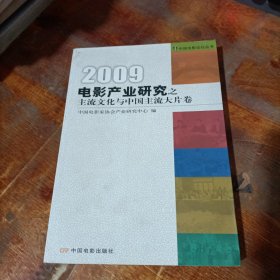 2009
电影产业研究之
主流文化与中国主流大片卷
中国电影家协会产业研究中心 编
中国电影出版社